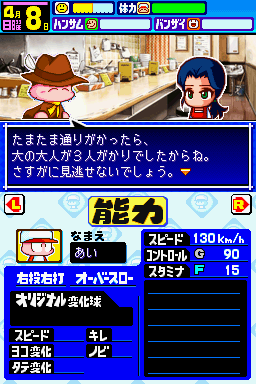 4月 8日
日曜
体力
ハンサム
バンザイ
たまたま通りがかったら、
大の大人が3人がかりでしたからね。
さすがに見逃せないでしょう。
L 能力 R
なまえ
あい
右投右打 オーバースロー
オリジナル変化球
スピード キレ
ヨコ変化 ノビ
タテ変化
スピード 130km/h
コントロール G 90
スタミナ F 15